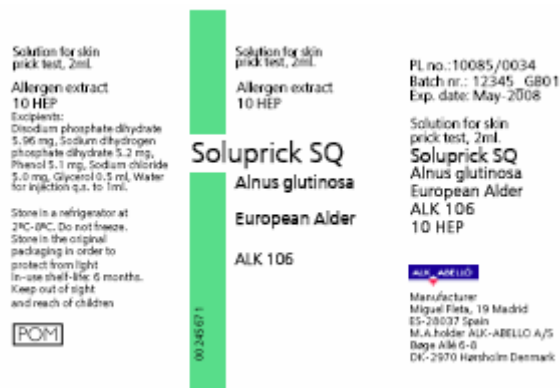 Solution for skin
prick test, 2ml.
Allergen extract
10 HEP
Excipients:
Disodium phosphate dihydrate
5.96 mg, Sodium dihydrogen
phosphate dihydrate 5.2 mg,
Phenol 5.1 mg, Sodium chloride
5.0 mg, Glycerol 0.5 ml, Water
for injection q.s. to 1ml.
Store in a refrigerator at
2ºC-8ºC. Do not freeze.
Store in the original
packaging in order to
protect from light
In-use shelf-life: 6 months.
Keep out of sight
and reach of children
POM
Solution for skin
prick test, 2ml.
Allergen extract
10 HEP
Soluprick SQ
Alnus glutinosa
European Alder
ALK 106
00245671
PL no.:10085/0034
Batch nr.: 12345 GB01
Exp. date: May-2008
Solution for skin
prick test, 2ml.
Soluprick SQ
Alnus glutinosa
European Alder
ALK 106
10 HEP
ALK ABELLÓ
Manufacturer
Miguel Fleta, 19 Madrid
ES-28037 Spain
M.A.holder ALK-ABELLO A/S
Bøge Allé 6-8
DK-2970 Hørsholm Denmark